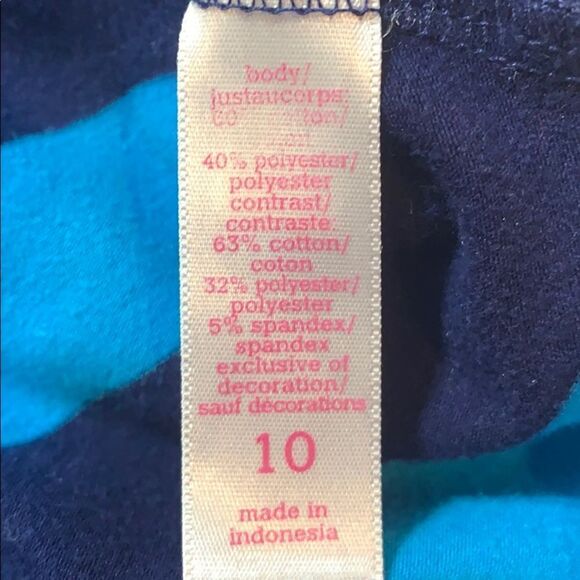 body/
justaucorps:
40% polyester/
polyester
contrast/
contraste:
63% cotton/
coton
32% polyester/
polyester
5% spandex/
spandex
exclusive of
decoration/
sauf décorations
10
made in
indonesia